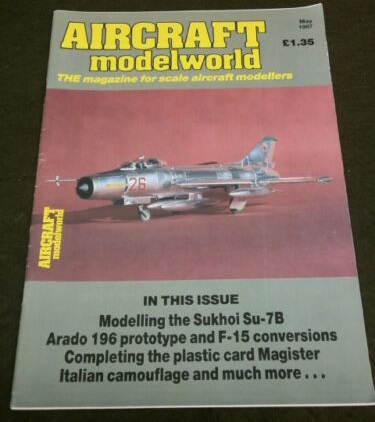 AIRCRAFT
modelworld
May
1987
£1.35
THE magazine for scale aircraft modellers
26
AIRCRAFT
modelworld
IN THIS ISSUE
Modelling the Sukhoi Su-7B
Arado 196 prototype and F-15 conversions
Completing the plastic card Magister
Italian camouflage and much more . . .